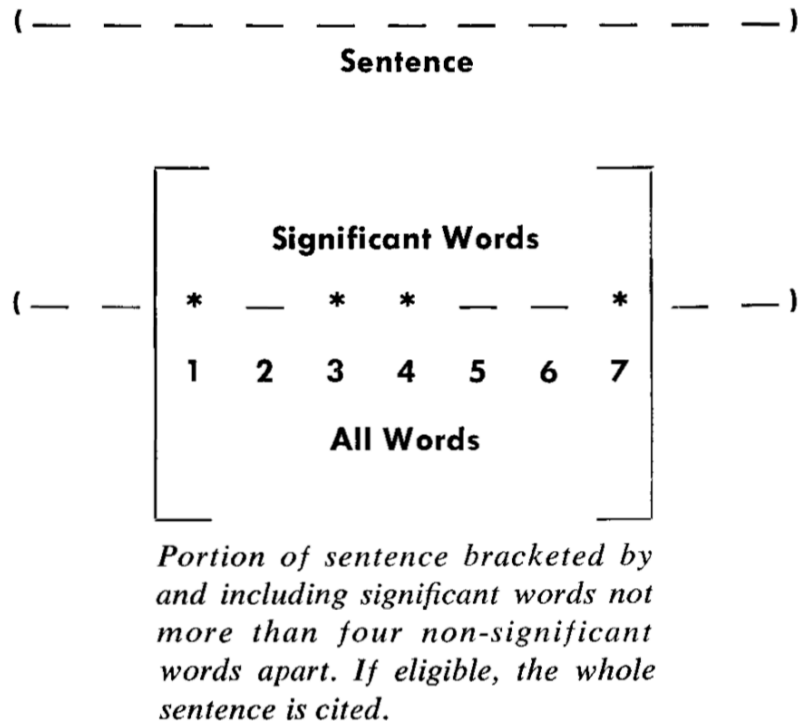 (— — — — — — — — — — —)
Sentence
Significant Words
(— — * — * * — — * — —)
1 2 3 4 5 6 7
All Words
Portion of sentence bracketed by
and including significant words not
more than four non-significant
words apart. If eligible, the whole
sentence is cited.